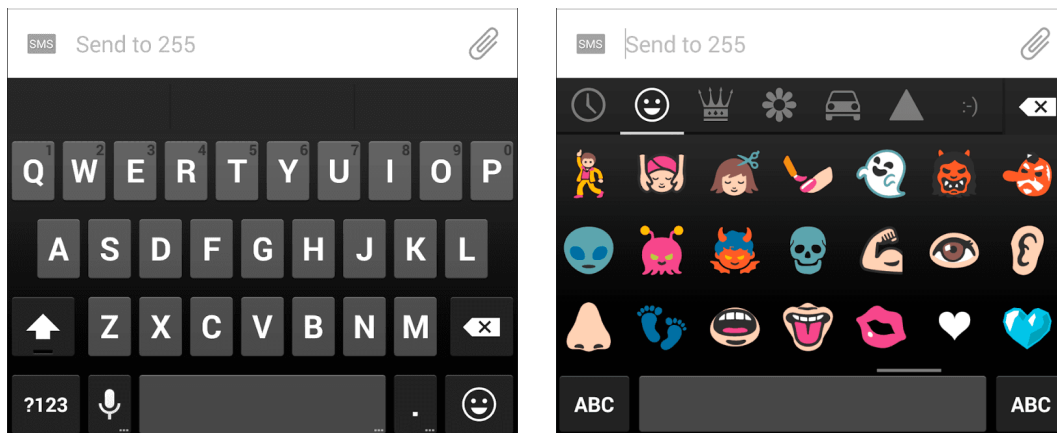 SMS Send to 255
1 2 3 4 5 6 7 8 9 0
Q W E R T Y U I O P
A S D F G H J K L
Z X C V B N M
?123 .
SMS Send to 255
:-)
ABC ABC